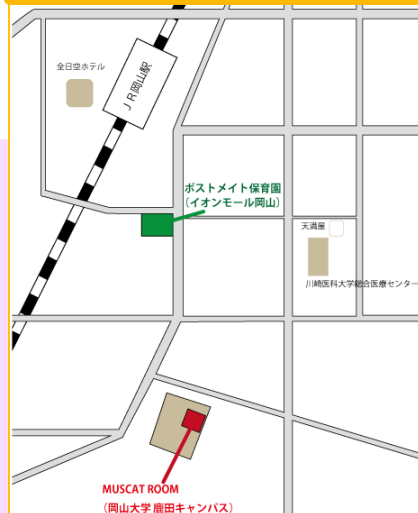 全日空ホテル
JR岡山駅
ポストメイト保育園
(イオンモール岡山)
天満屋
川崎医科大学総合医療センター
MUSCAT ROOM
(岡山大学 鹿田キャンパス)